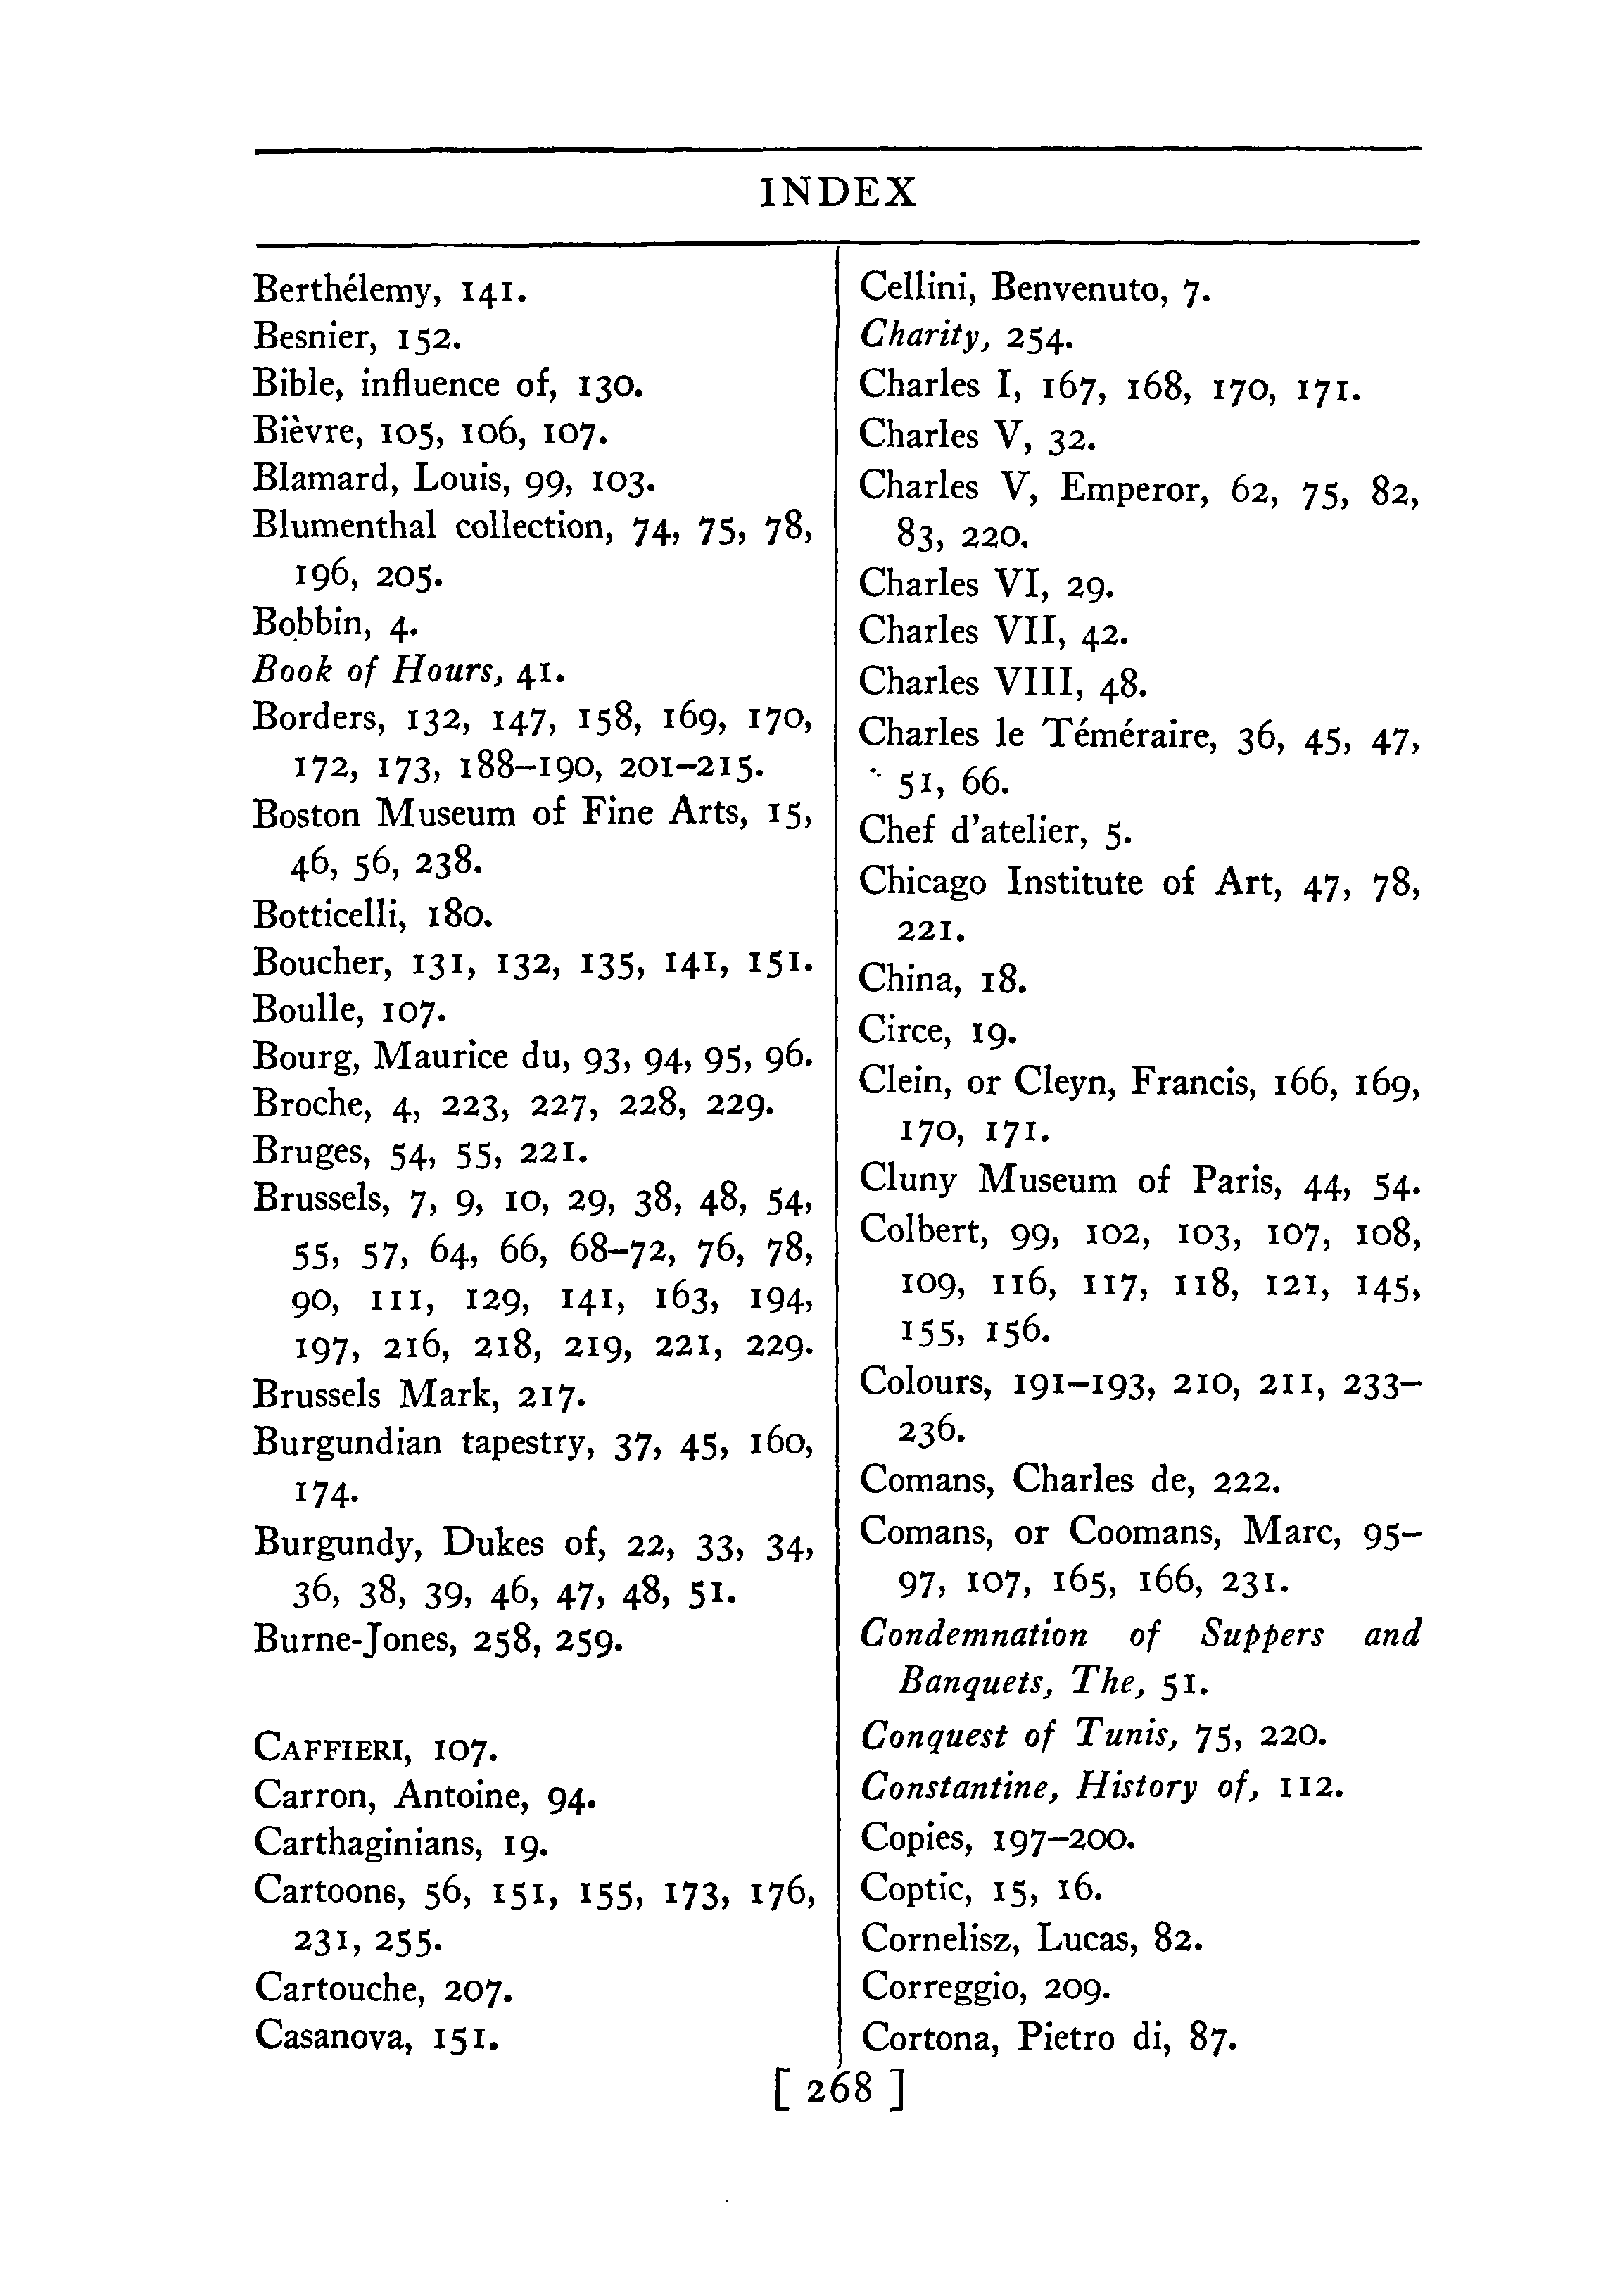 INDEX
Berthélemy, 141.
Besnier, 152.
Bible, influence of, 130.
Bièvre, 105, 106, 107.
Blamard, Louis, 99, 103.
Blumenthal collection, 74, 75, 78,
196, 205.
Bobbin, 4.
Book of Hours, 41.
Borders, 132, 147, 158, 169, 170,
172, 173, 188–190, 201–215.
Boston Museum of Fine Arts, 15,
46, 56, 238.
Botticelli, 180.
Boucher, 131, 132, 135, 141, 151.
Boulle, 107.
Bourg, Maurice du, 93, 94, 95, 96.
Broche, 4, 223, 227, 228, 229.
Bruges, 54, 55, 221.
Brussels, 7, 9, 10, 29, 38, 48, 54,
55, 57, 64, 66, 68–72, 76, 78,
90, 111, 129, 141, 163, 194,
197, 216, 218, 219, 221, 229.
Brussels Mark, 217.
Burgundian tapestry, 37, 45, 160,
174.
Burgundy, Dukes of, 22, 33, 34,
36, 38, 39, 46, 47, 48, 51.
Burne-Jones, 258, 259.
CAFFIERI, 107.
Carron, Antoine, 94.
Carthaginians, 19.
Cartoons, 56, 151, 155, 173, 176,
231, 255.
Cartouche, 207.
Casanova, 151.
Cellini, Benvenuto, 7.
Charity, 254.
Charles I, 167, 168, 170, 171.
Charles V, 32.
Charles V, Emperor, 62, 75, 82,
83, 220.
Charles VI, 29.
Charles VII, 42.
Charles VIII, 48.
Charles le Téméraire, 36, 45, 47,
51, 66.
Chef d'atelier, 5.
Chicago Institute of Art, 47, 78,
221.
China, 18.
Circe, 19.
Clein, or Cleyn, Francis, 166, 169,
170, 171.
Cluny Museum of Paris, 44, 54.
Colbert, 99, 102, 103, 107, 108,
109, 116, 117, 118, 121, 145,
155, 156.
Colours, 191–193, 210, 211, 233–
236.
Comans, Charles de, 222.
Comans, or Coomans, Marc, 95–
97, 107, 165, 166, 231.
Condemnation of Suppers and
Banquets, The, 51.
Conquest of Tunis, 75, 220.
Constantine, History of, 112.
Copies, 197–200.
Coptic, 15, 16.
Cornelisz, Lucas, 82.
Correggio, 209.
Cortona, Pietro di, 87.
[ 268 ]